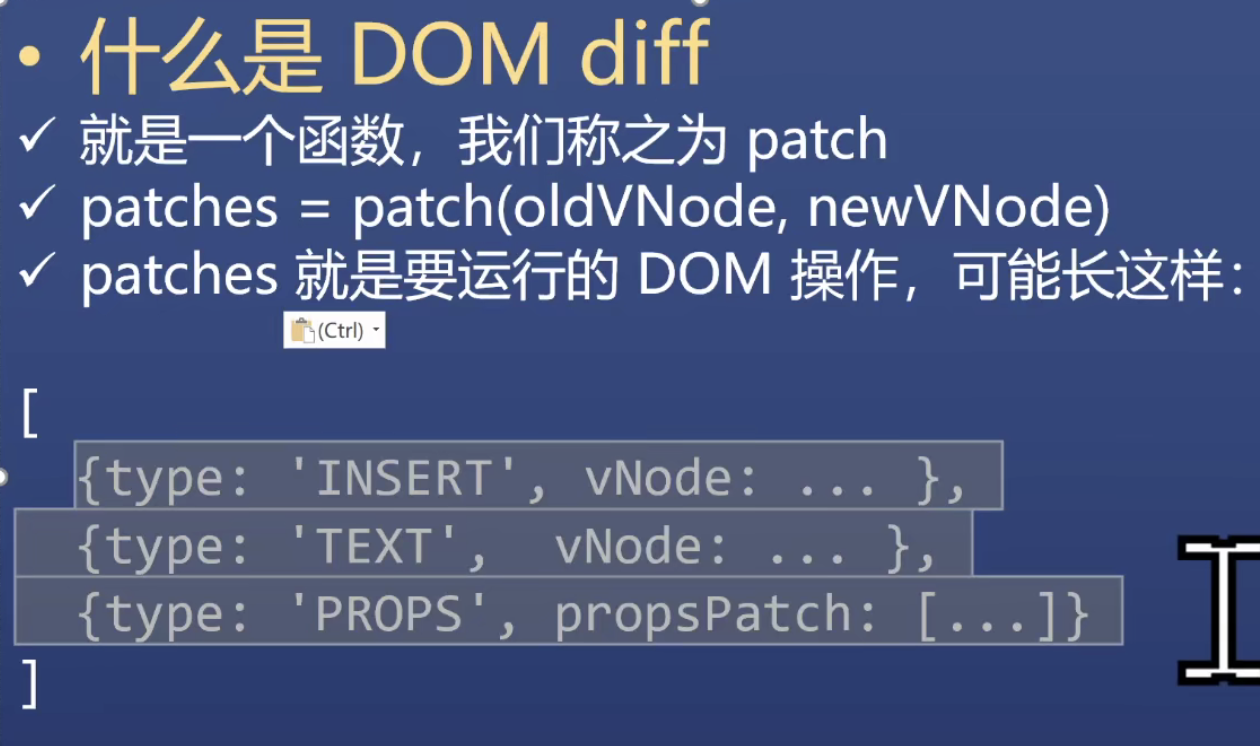 • 什么是 DOM diff
✓ 就是一个函数，我们称之为 patch
✓ patches = patch(oldVNode, newVNode)
✓ patches 就是要运行的 DOM 操作，可能长这样：
(Ctrl)
[
{type: 'INSERT', vNode: ... },
{type: 'TEXT', vNode: ... },
{type: 'PROPS', propsPatch: [...]}
]